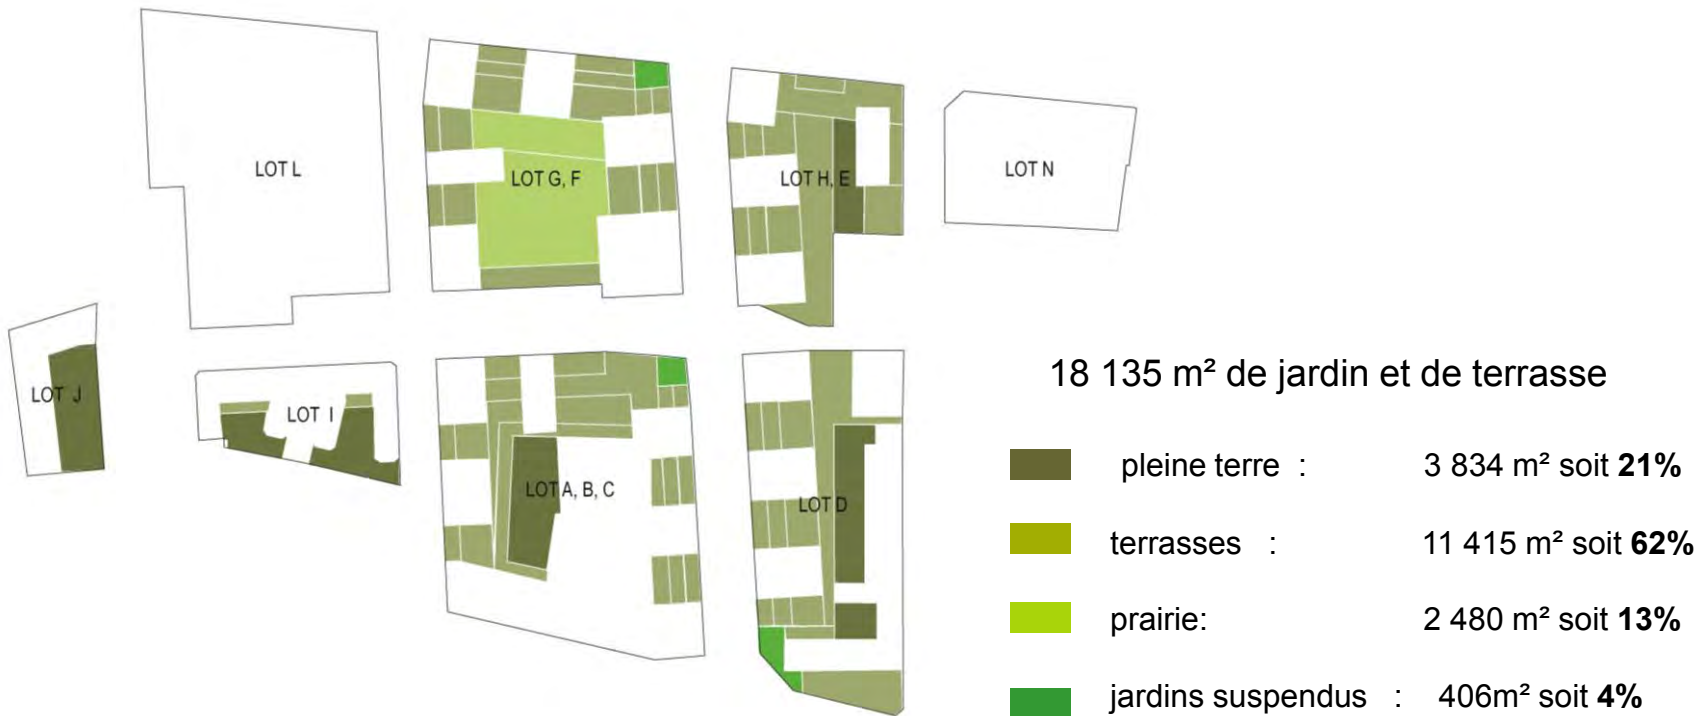 LOT L
LOT G, F
LOT H, E
LOT N
LOT J
LOT I
LOT A, B, C
LOT D
18 135 m² de jardin et de terrasse
pleine terre : 3 834 m² soit 21%
terrasses : 11 415 m² soit 62%
prairie: 2 480 m² soit 13%
jardins suspendus : 406m² soit 4%